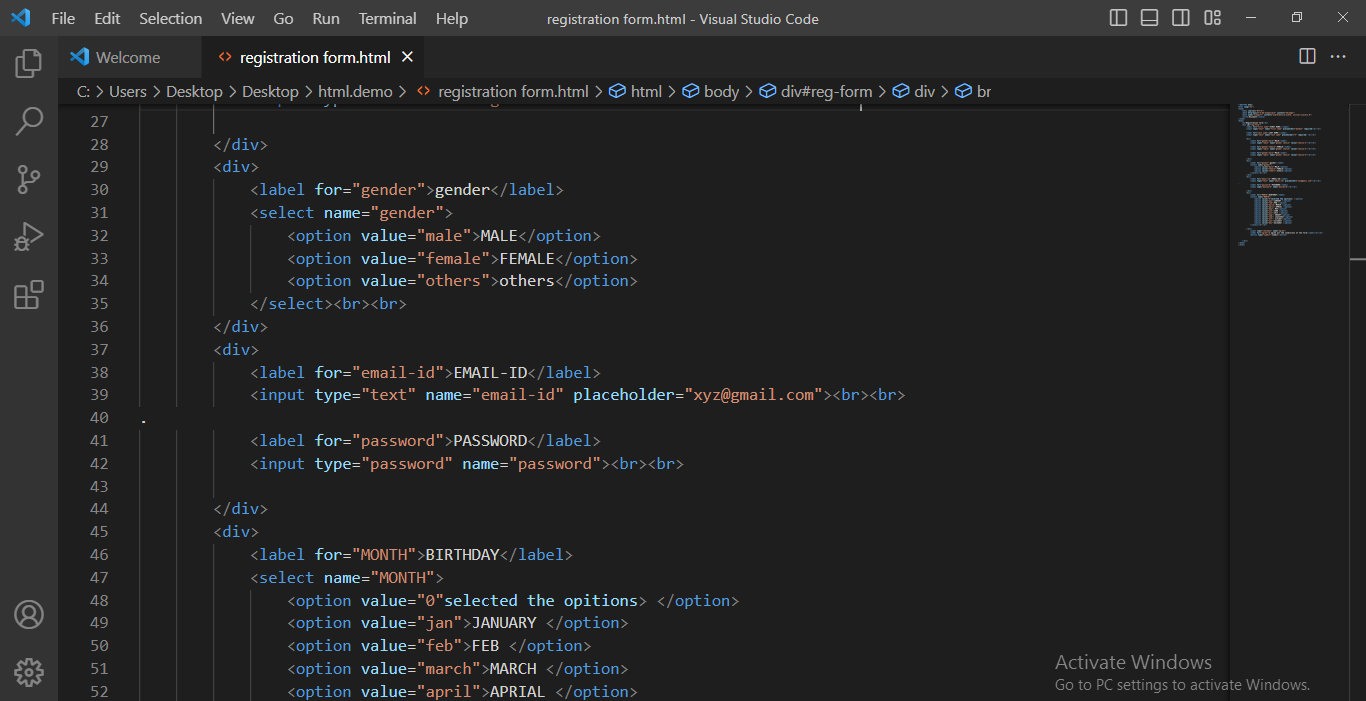 File Edit Selection View Go Run Terminal Help registration form.html - Visual Studio Code
Welcome registration form.html
C: > Users > Desktop > Desktop > html.demo > registration form.html > html > body > div#reg-form > div > br
27
28 </div>
29 <div>
30 <label for="gender">gender</label>
31 <select name="gender">
32 <option value="male">MALE</option>
33 <option value="female">FEMALE</option>
34 <option value="others">others</option>
35 </select><br><br>
36 </div>
37 <div>
38 <label for="email-id">EMAIL-ID</label>
39 <input type="text" name="email-id" placeholder="xyz@gmail.com"><br><br>
40 .
41 <label for="password">PASSWORD</label>
42 <input type="password" name="password"><br><br>
43
44 </div>
45 <div>
46 <label for="MONTH">BIRTHDAY</label>
47 <select name="MONTH">
48 <option value="0"selected the opitions> </option>
49 <option value="jan">JANUARY </option>
50 <option value="feb">FEB </option>
51 <option value="march">MARCH </option>
52 <option value="april">APRIAL </option>
Activate Windows
Go to PC settings to activate Windows.